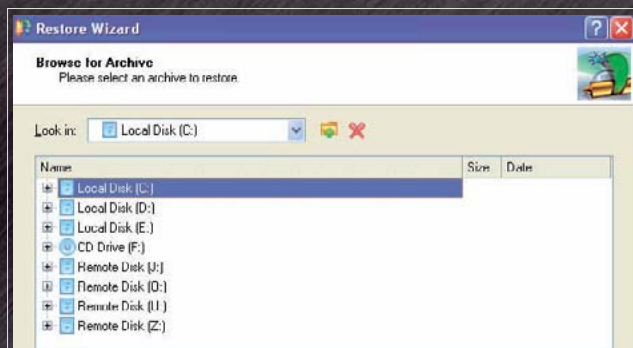 Restore Wizard
Browse for Archive
Please select an archive to restore.
Look in: Local Disk (C:)
Name Size Date
Local Disk (C:)
Local Disk (D:)
Local Disk (E:)
CD Drive (F:)
Remote Disk (J:)
Remote Disk (O:)
Remote Disk (U:)
Remote Disk (Z:)